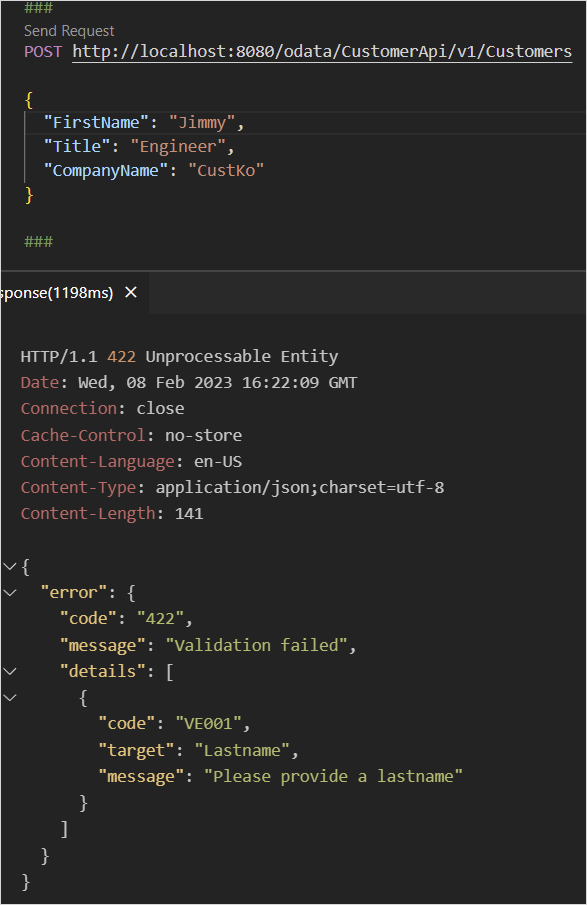 ###
Send Request
POST http://localhost:8080/odata/CustomerApi/v1/Customers
{
"FirstName": "Jimmy",
"Title": "Engineer",
"CompanyName": "CustKo"
}
###
sponse(1198ms) ×
HTTP/1.1 422 Unprocessable Entity
Date: Wed, 08 Feb 2023 16:22:09 GMT
Connection: close
Cache-Control: no-store
Content-Language: en-US
Content-Type: application/json;charset=utf-8
Content-Length: 141
{
"error": {
"code": "422",
"message": "Validation failed",
"details": [
{
"code": "VE001",
"target": "Lastname",
"message": "Please provide a lastname"
}
]
}
}